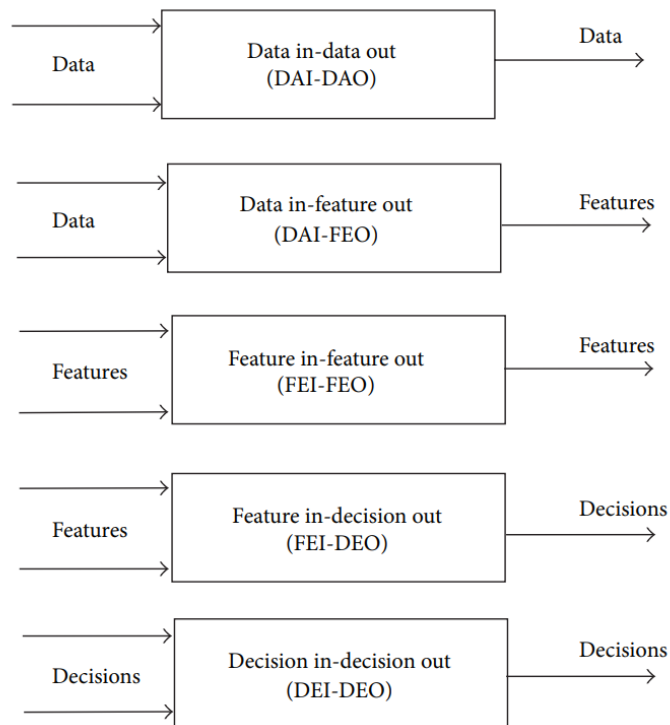 Data
Data in-data out
(DAI-DAO)
Data
Data
Data in-feature out
(DAI-FEO)
Features
Features
Feature in-feature out
(FEI-FEO)
Features
Features
Feature in-decision out
(FEI-DEO)
Decisions
Decisions
Decision in-decision out
(DEI-DEO)
Decisions